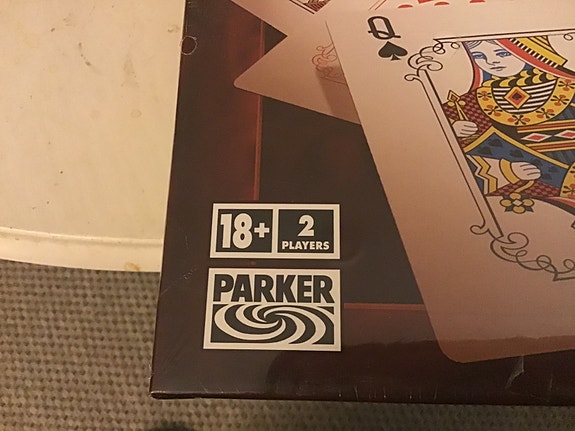 Q
18+ 2
PLAYERS
PARKER